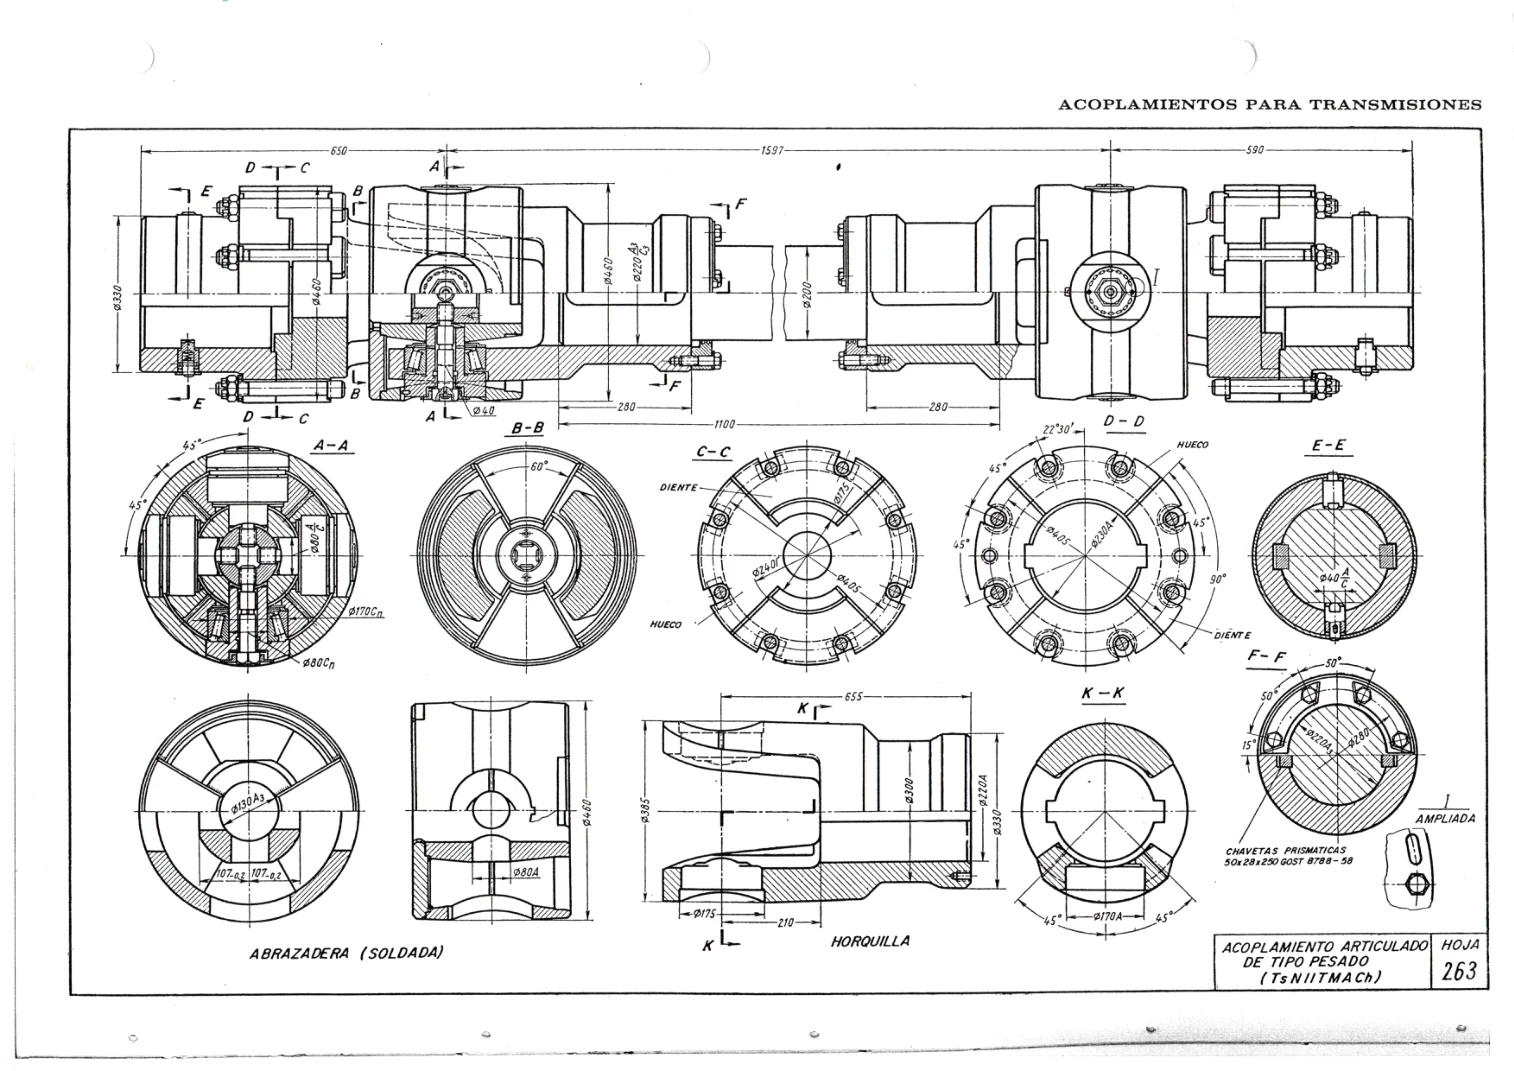 ACOPLAMIENTOS PARA TRANSMISIONES
650
1597
590
D C
A
E
B
F
I
Ø330
Ø460
Ø460
Ø220 A3/C3
Ø200
E
D C
B
A
Ø40
F
280
280
1100
A-A
45°
45°
Ø80 A/C
Ø170Cп
Ø80Cп
B-B
60°
C-C
DIENTE
Ø175
Ø240Г
Ø405
HUECO
D-D
22°30'
HUECO
45°
45°
45°
Ø405
Ø230A
90°
DIENTE
E-E
Ø40 A/C
F-F
50°
50°
15°
Ø220A3
Ø280
CHAVETAS PRISMATICAS
50x28x250 GOST 8788-58
I
AMPLIADA
Ø130A3
107-0,2 107-0,2
Ø460
Ø80A
ABRAZADERA (SOLDADA)
655
K
Ø385
Ø300
Ø220A
Ø330
Ø175
210
K
HORQUILLA
K-K
45°
Ø170A
45°
ACOPLAMIENTO ARTICULADO
DE TIPO PESADO
(TsNIITMACh)
HOJA
263